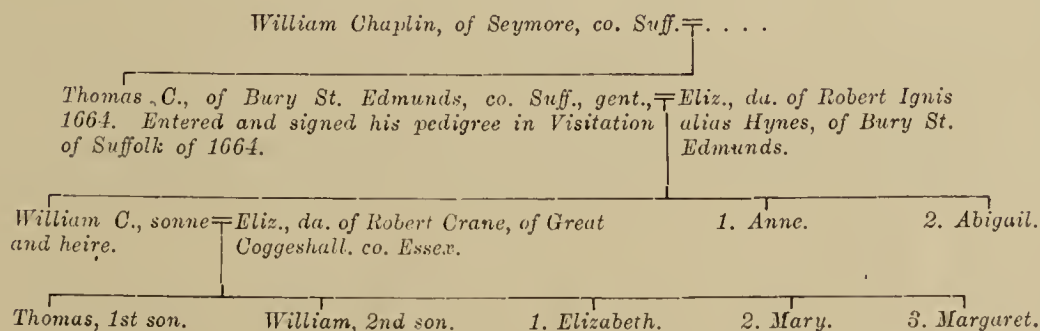 William Chaplin, of Seymore, co. Suff.=. . . .
Thomas C., of Bury St. Edmunds, co. Suff., gent.,=Eliz., da. of Robert Ignis
1664. Entered and signed his pedigree in Visitation alias Hynes, of Bury St.
of Suffolk of 1664. Edmunds.
William C., sonne=Eliz., da. of Robert Crane, of Great 1. Anne. 2. Abigail.
and heire. Coggeshall. co. Essex.
Thomas, 1st son. William, 2nd son. 1. Elizabeth. 2. Mary. 3. Margaret.